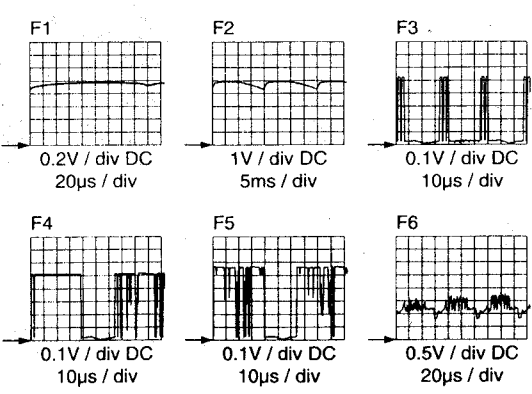 F1 F2 F3
0.2V / div DC 1V / div DC 0.1V / div DC
20µs / div 5ms / div 10µs / div
F4 F5 F6
0.1V / div DC 0.1V / div DC 0.5V / div DC
10µs / div 10µs / div 20µs / div